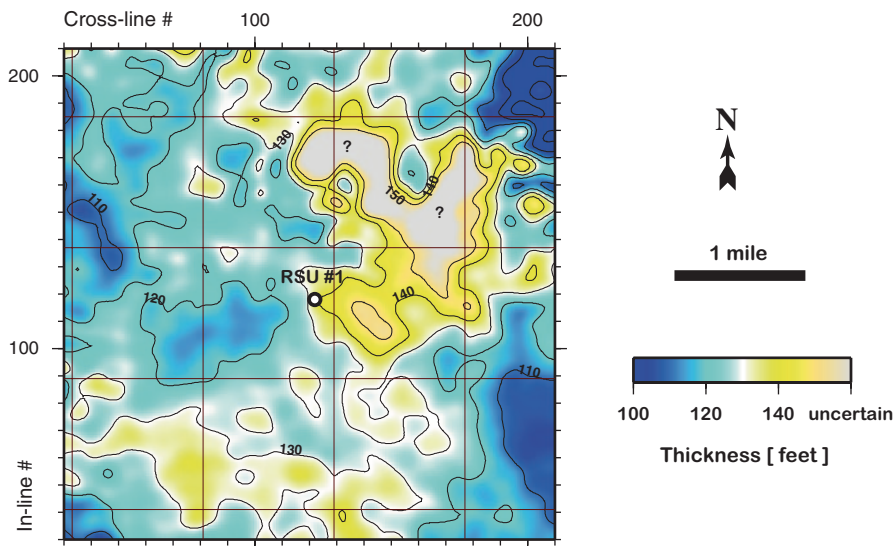 Cross-line # 100 200
200
130
?
140
150
?
110
RSU #1
120
140
100
110
130
In-line #
N
1 mile
100 120 140 uncertain
Thickness [ feet ]